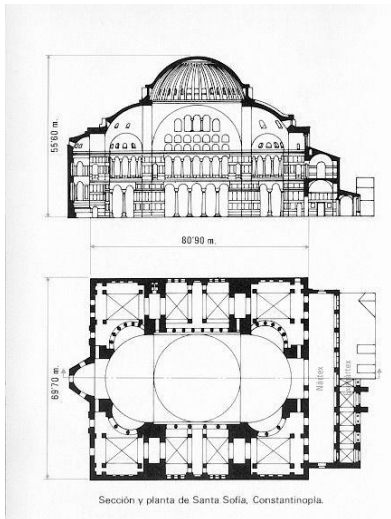 55'60 m.
80'90 m.
69'70 m.
Nártex
Sección y planta de Santa Sofía, Constantinopla.